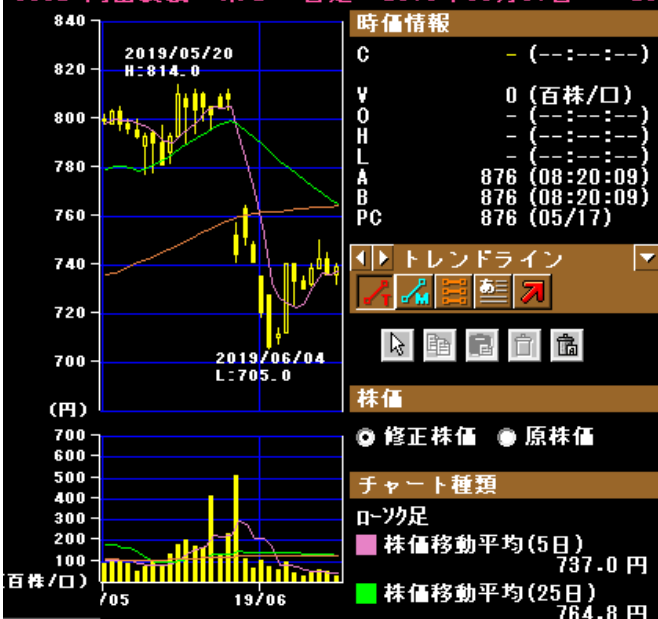 840
820
800
780
760
740
720
700
(円)
2019/05/20
H:814.0
2019/06/04
L:705.0
700
600
500
400
300
200
100
百株/口)
/05
19/06
時価情報
C - (--:--:--)
V 0 (百株/口)
O - (--:--:--)
H - (--:--:--)
L - (--:--:--)
A 876 (08:20:09)
B 876 (08:20:09)
PC 876 (05/17)
トレンドライン
T
M
あ
株価
修正株価 原株価
チャート種類
ローソク足
株価移動平均(5日)
737.0 円
株価移動平均(25日)
764.8 円